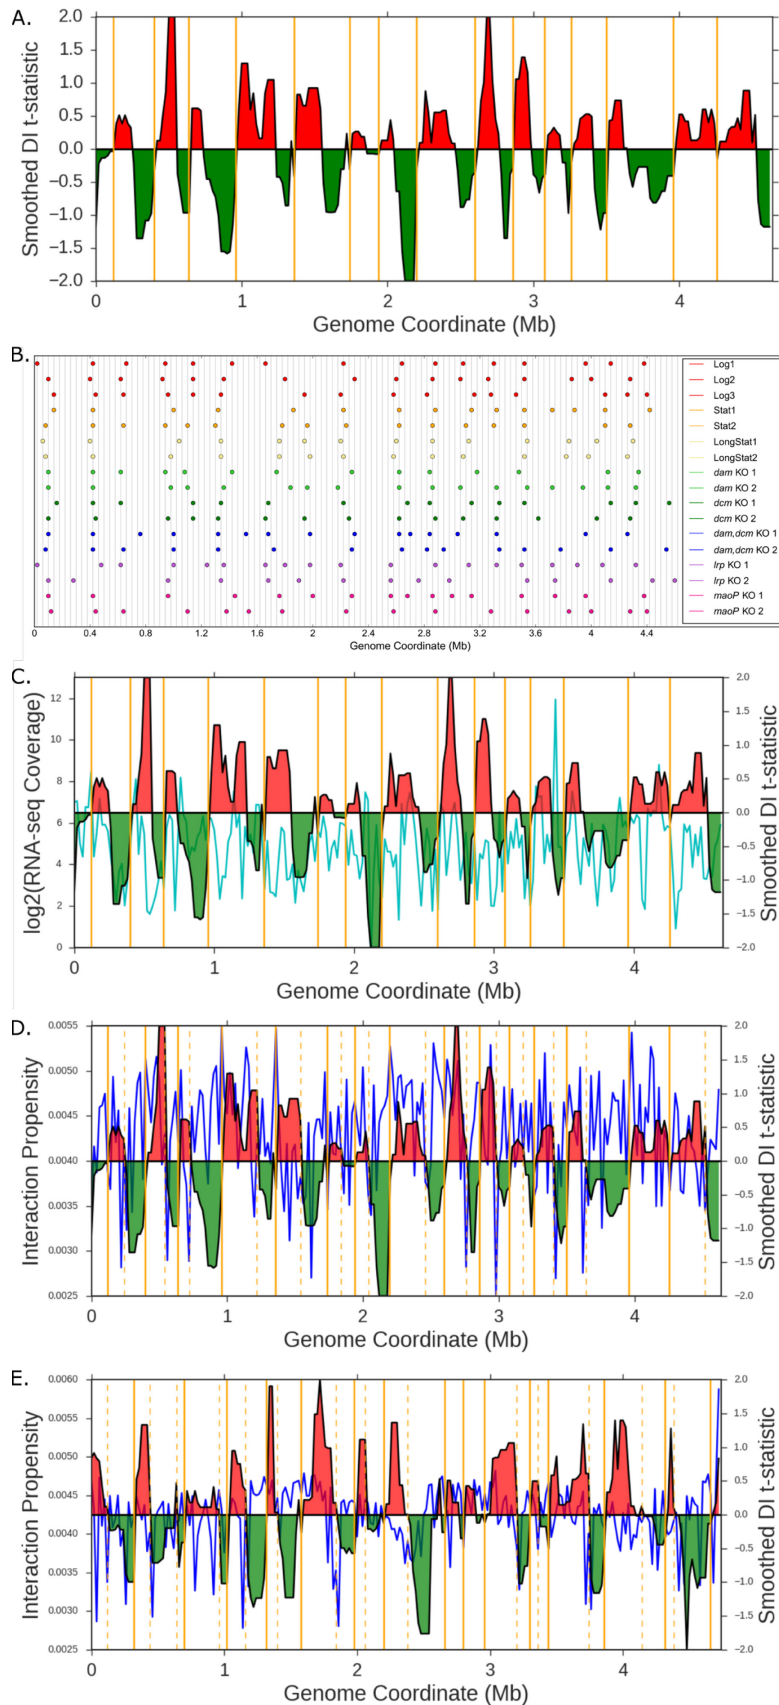 A.
Smoothed DI t-statistic
2.0
1.5
1.0
0.5
0.0
−0.5
−1.0
−1.5
−2.0
0 1 2 3 4
Genome Coordinate (Mb)
B.
Log1
Log2
Log3
Stat1
Stat2
LongStat1
LongStat2
dam KO 1
dam KO 2
dcm KO 1
dcm KO 2
dam,dcm KO 1
dam,dcm KO 2
lrp KO 1
lrp KO 2
maoP KO 1
maoP KO 2
0 0.4 0.8 1.2 1.6 2 2.4 2.8 3.2 3.6 4 4.4
Genome Coordinate (Mb)
C.
log2(RNA-seq Coverage)
12
10
8
6
4
2
0
2.0
1.5
1.0
0.5
0.0
−0.5
−1.0
−1.5
−2.0
Smoothed DI t-statistic
0 1 2 3 4
Genome Coordinate (Mb)
D.
Interaction Propensity
0.0055
0.0050
0.0045
0.0040
0.0035
0.0030
0.0025
2.0
1.5
1.0
0.5
0.0
−0.5
−1.0
−1.5
−2.0
Smoothed DI t-statistic
0 1 2 3 4
Genome Coordinate (Mb)
E.
Interaction Propensity
0.0060
0.0055
0.0050
0.0045
0.0040
0.0035
0.0030
0.0025
2.0
1.5
1.0
0.5
0.0
−0.5
−1.0
−1.5
−2.0
Smoothed DI t-statistic
0 1 2 3 4
Genome Coordinate (Mb)